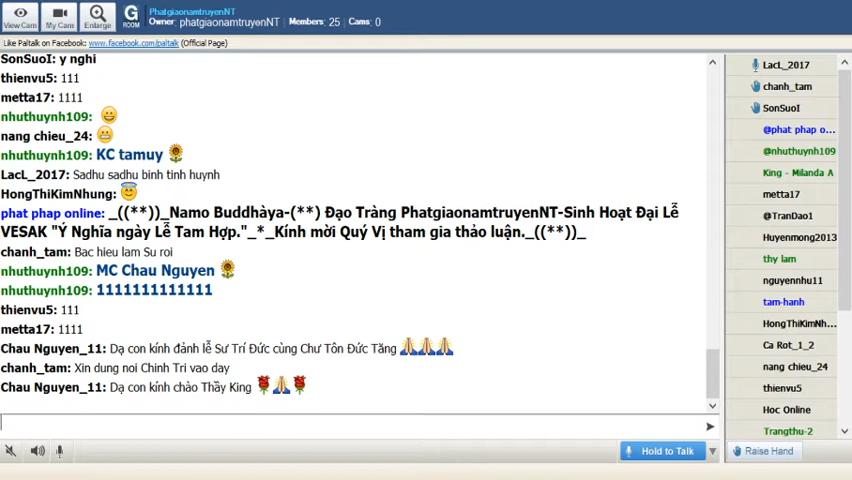 PhatgiaonamtruyenNT
Owner: phatgiaonamtruyenNT Members: 25 Cams: 0
View Cam My Cam Enlarge G ROOM
Like Paltalk on Facebook: www.facebook.com/paltalk (Official Page)
SonSuoI: y nghi
thienvu5: 111
metta17: 1111
nhuthuynh109:
nang chieu_24:
nhuthuynh109: KC tamuy
LacL_2017: Sadhu sadhu binh tinh huynh
HongThiKimNhung:
phat phap online: _((**))_Namo Buddhàya-(**) Đạo Tràng PhatgiaonamtruyenNT-Sinh Hoạt Đại Lễ
VESAK "Ý Nghĩa ngày Lễ Tam Hợp."_*_Kính mời Quý Vị tham gia thảo luận._((**))_
chanh_tam: Bac hieu lam Su roi
nhuthuynh109: MC Chau Nguyen
nhuthuynh109: 1111111111111
thienvu5: 111
metta17: 1111
Chau Nguyen_11: Dạ con kính đảnh lễ Sư Trí Đức cùng Chư Tôn Đức Tăng
chanh_tam: Xin dung noi Chinh Tri vao day
Chau Nguyen_11: Dạ con kính chào Thầy King
Hold to Talk
LacL_2017
chanh_tam
SonSuoI
@phat phap o...
@nhuthuynh109
King - Milanda A
metta17
@TranDao1
Huyenmong2013
thy lam
nguyennhu11
tam-hanh
HongThiKimNh...
Ca Rot_1_2
nang chieu_24
thienvu5
Hoc Online
Trangthu-2
Raise Hand